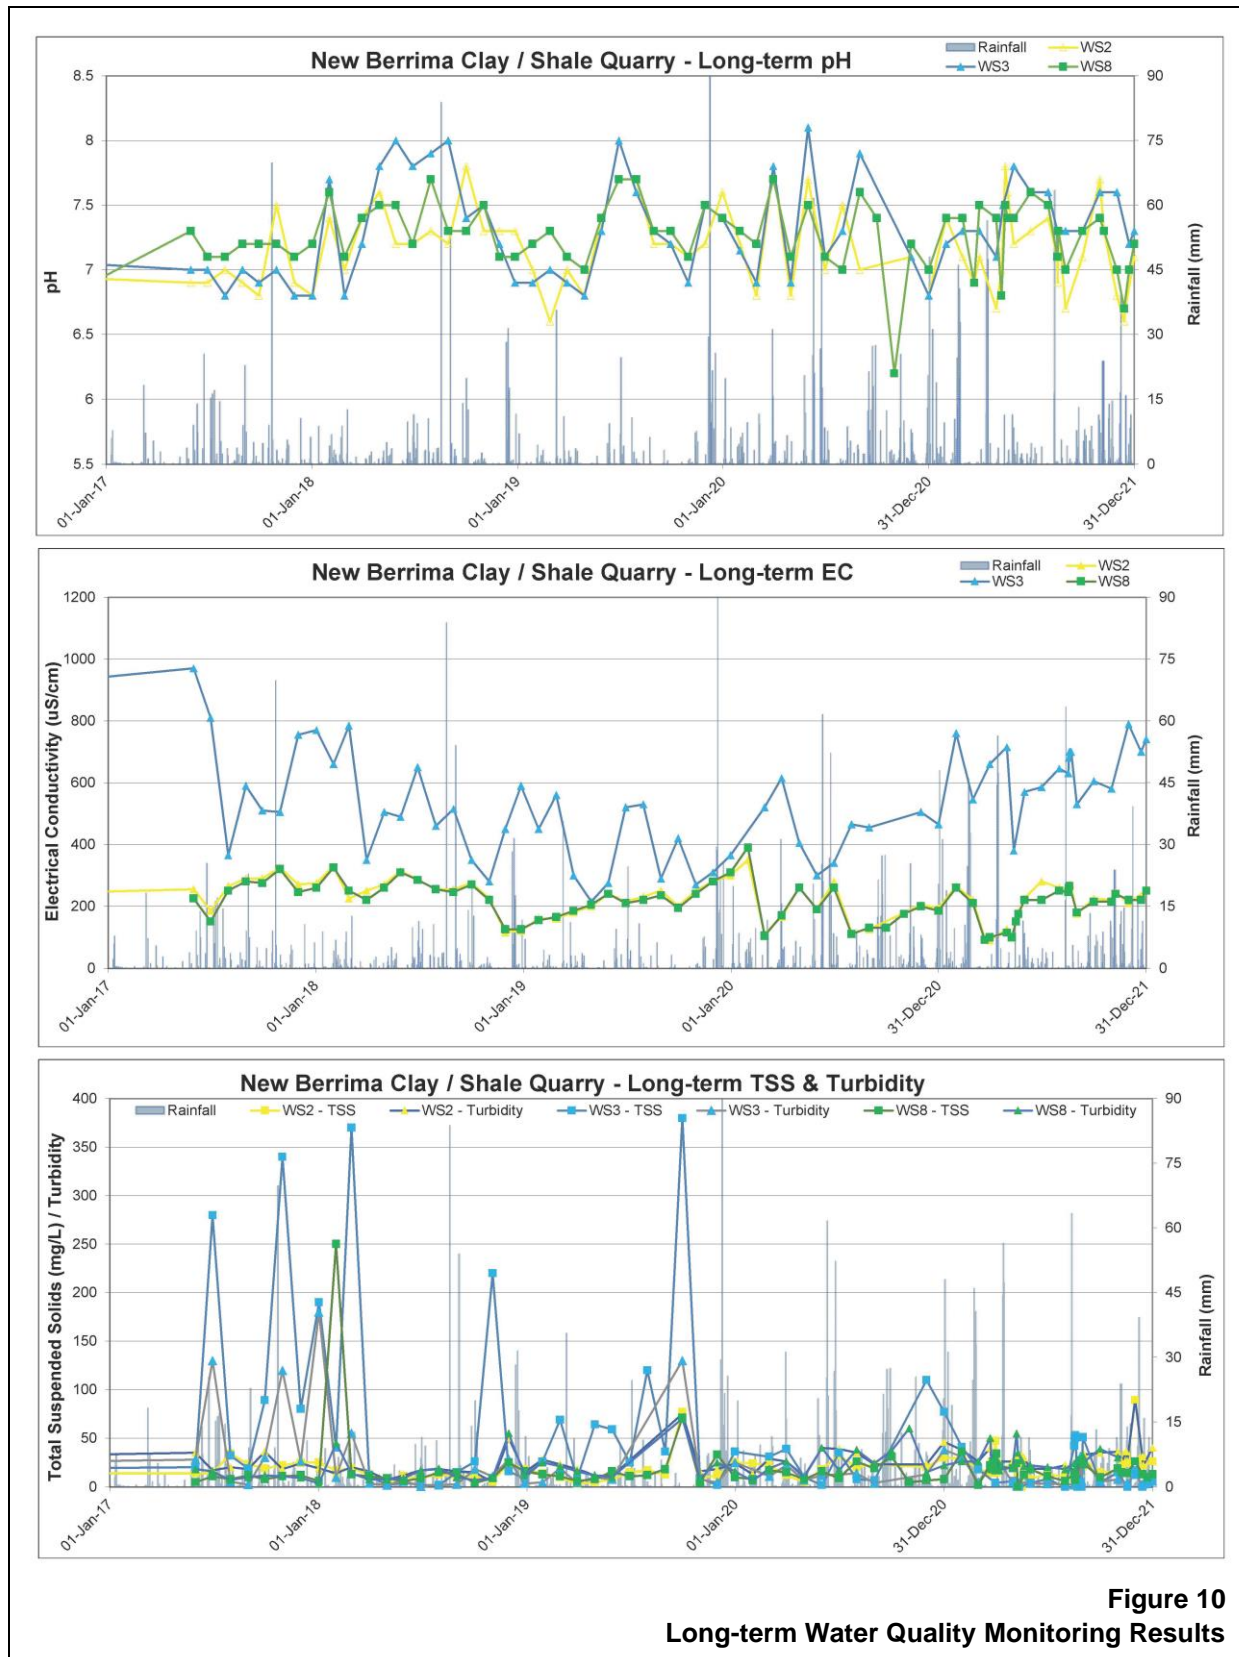 New Berrima Clay / Shale Quarry - Long-term pH
Rainfall
WS2
WS3
WS8
8.5
8
7.5
7
6.5
6
5.5
pH
90
75
60
45
30
15
0
Rainfall (mm)
01-Jan-17
01-Jan-18
01-Jan-19
01-Jan-20
31-Dec-20
31-Dec-21
New Berrima Clay / Shale Quarry - Long-term EC
Rainfall
WS2
WS3
WS8
1200
1000
800
600
400
200
0
Electrical Conductivity (uS/cm)
90
75
60
45
30
15
0
Rainfall (mm)
01-Jan-17
01-Jan-18
01-Jan-19
01-Jan-20
31-Dec-20
31-Dec-21
New Berrima Clay / Shale Quarry - Long-term TSS & Turbidity
Rainfall
WS2 - TSS
WS2 - Turbidity
WS3 - TSS
WS3 - Turbidity
WS8 - TSS
WS8 - Turbidity
400
350
300
250
200
150
100
50
0
Total Suspended Solids (mg/L) / Turbidity
90
75
60
45
30
15
0
Rainfall (mm)
01-Jan-17
01-Jan-18
01-Jan-19
01-Jan-20
31-Dec-20
31-Dec-21
Figure 10
Long-term Water Quality Monitoring Results